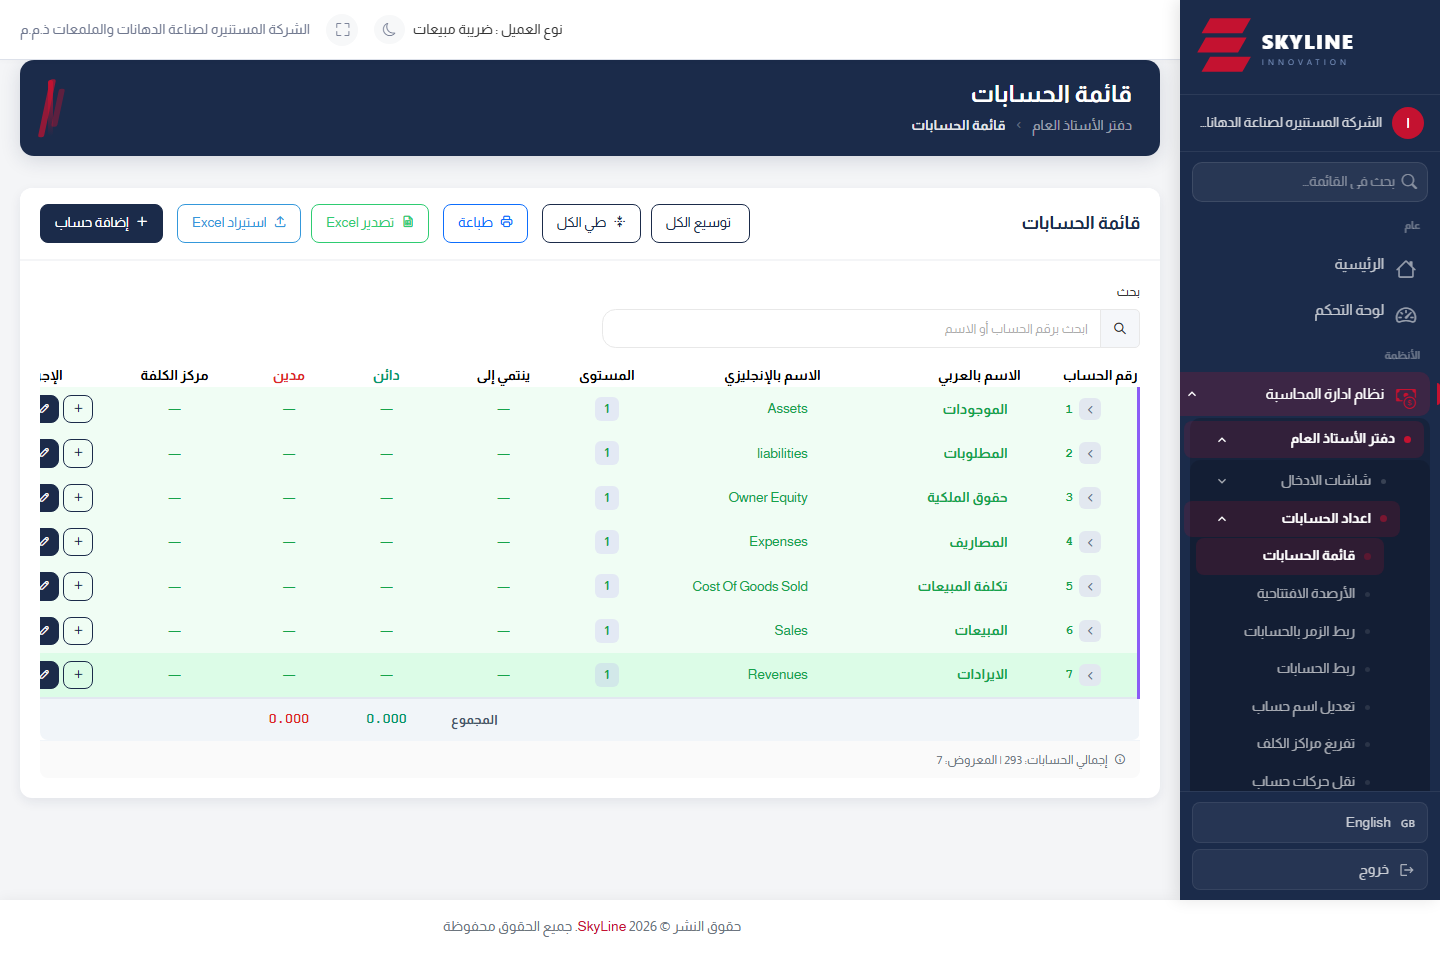 SKYLINE
INNOVATION
الشركة المستنيره لصناعة الدهانا...
بحث في القائمة...
عام
الرئيسية
لوحة التحكم
الأنظمة
نظام ادارة المحاسبة
دفتر الأستاذ العام
شاشات الادخال
اعداد الحسابات
قائمة الحسابات
الأرصدة الافتتاحية
ربط الزمر بالحسابات
ربط الحسابات
تعديل اسم حساب
تفريغ مراكز الكلف
نقل حركات حساب
English GB
خروج
نوع العميل : ضريبة مبيعات
الشركة المستنيره لصناعة الدهانات والملمعات ذ.م.م
قائمة الحسابات
دفتر الأستاذ العام › قائمة الحسابات
قائمة الحسابات
توسيع الكل
طي الكل
طباعة
تصدير Excel
استيراد Excel
+ إضافة حساب
بحث
ابحث برقم الحساب أو الاسم
رقم الحساب الاسم بالعربي الاسم بالإنجليزي المستوى ينتمي إلى دائن مدين مركز الكلفة الإجر
1 الموجودات Assets 1 — — — — +
2 المطلوبات liabilities 1 — — — — +
3 حقوق الملكية Owner Equity 1 — — — — +
4 المصاريف Expenses 1 — — — — +
5 تكلفة المبيعات Cost Of Goods Sold 1 — — — — +
6 المبيعات Sales 1 — — — — +
7 الايرادات Revenues 1 — — — — +
المجموع 0.000 0.000
إجمالي الحسابات: 293 | المعروض: 7
حقوق النشر © 2026 SkyLine. جميع الحقوق محفوظة